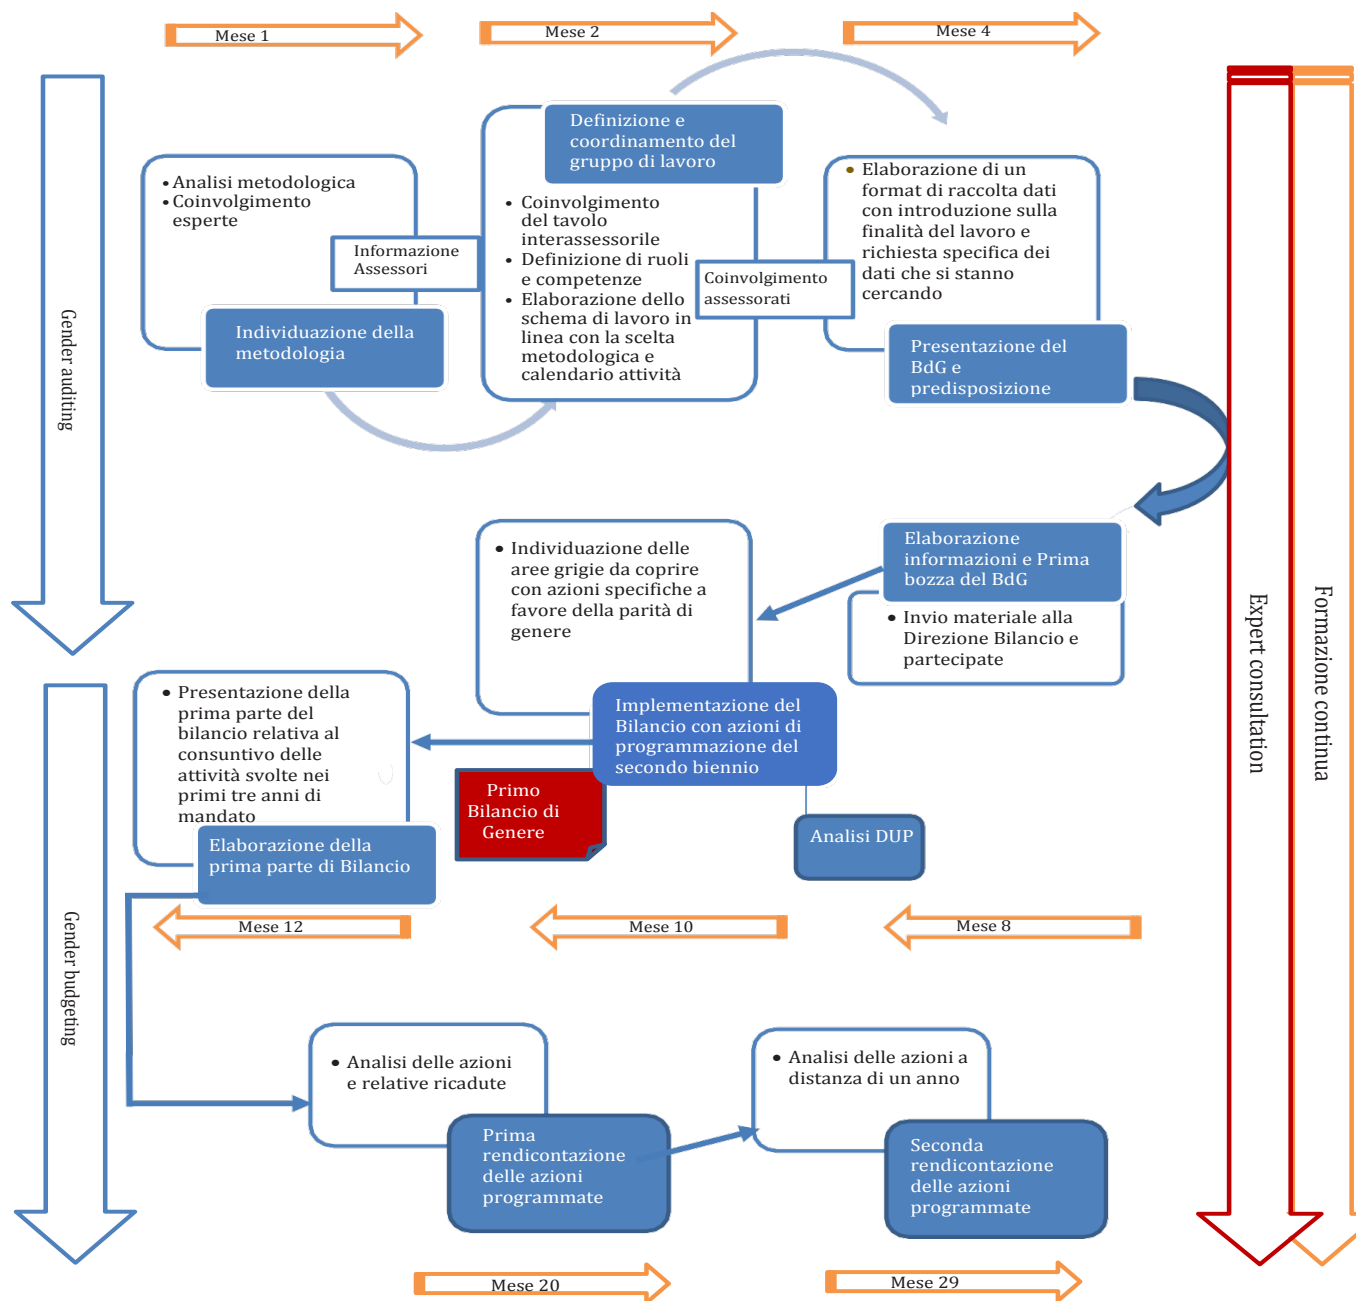 Mese 1
Mese 2
Mese 4
Gender auditing
• Analisi metodologica
• Coinvolgimento
esperte
Individuazione della
metodologia
Informazione
Assessori
Definizione e
coordinamento del
gruppo di lavoro
• Coinvolgimento
del tavolo
interassessorile
• Definizione di ruoli
e competenze
• Elaborazione dello
schema di lavoro in
linea con la scelta
metodologica e
calendario attività
Coinvolgimento
assessorati
• Elaborazione di un
format di raccolta dati
con introduzione sulla
finalità del lavoro e
richiesta specifica dei
dati che si stanno
cercando
Presentazione del
BdG e
predisposizione
Expert consultation
Formazione continua
Elaborazione
informazioni e Prima
bozza del BdG
• Invio materiale alla
Direzione Bilancio e
partecipate
• Individuazione delle
aree grigie da coprire
con azioni specifiche a
favore della parità di
genere
Implementazione del
Bilancio con azioni di
programmazione del
secondo biennio
Analisi DUP
Primo
Bilancio di
Genere
• Presentazione della
prima parte del
bilancio relativa al
consuntivo delle
attività svolte nei
primi tre anni di
mandato
Elaborazione della
prima parte di Bilancio
Mese 12
Mese 10
Mese 8
Gender budgeting
• Analisi delle azioni
e relative ricadute
Prima
rendicontazione
delle azioni
programmate
• Analisi delle azioni a
distanza di un anno
Seconda
rendicontazione
delle azioni
programmate
Mese 20
Mese 29